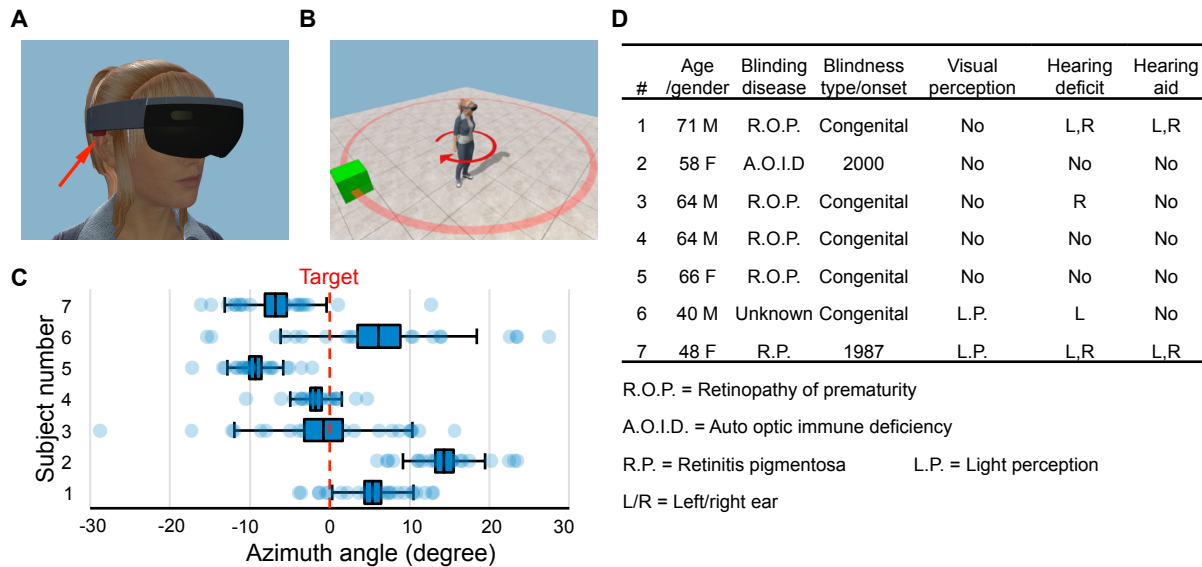 A
B
D
# Age /gender Blinding disease Blindness type/onset Visual perception Hearing deficit Hearing aid
1 71 M R.O.P. Congenital No L,R L,R
2 58 F A.O.I.D 2000 No No No
3 64 M R.O.P. Congenital No R No
4 64 M R.O.P. Congenital No No No
5 66 F R.O.P. Congenital No No No
6 40 M Unknown Congenital L.P. L No
7 48 F R.P. 1987 L.P. L,R L,R
R.O.P. = Retinopathy of prematurity
A.O.I.D. = Auto optic immune deficiency
R.P. = Retinitis pigmentosa L.P. = Light perception
L/R = Left/right ear
C
Target
Subject number
7
6
5
4
3
2
1
-30 -20 -10 0 10 20 30
Azimuth angle (degree)